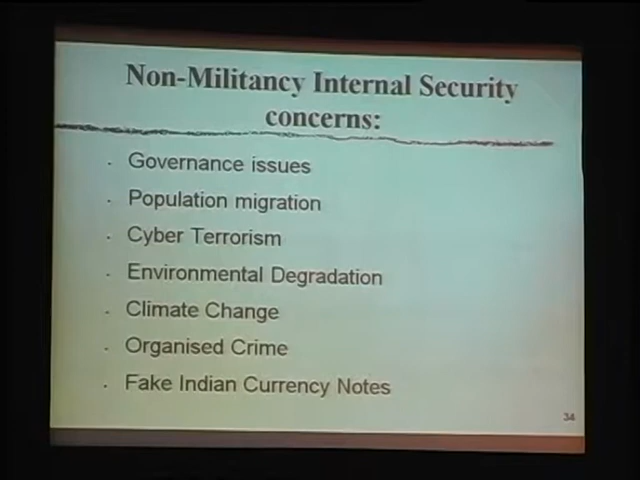 Non-Militancy Internal Security
concerns:
Governance issues
Population migration
Cyber Terrorism
Environmental Degradation
Climate Change
Organised Crime
Fake Indian Currency Notes
34